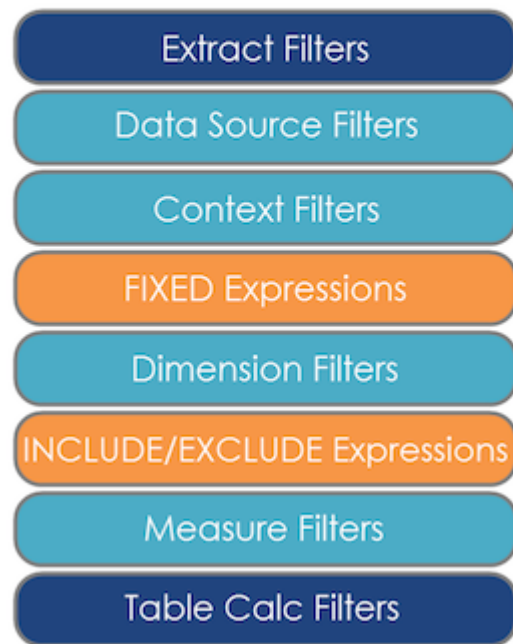 Extract Filters
Data Source Filters
Context Filters
FIXED Expressions
Dimension Filters
INCLUDE/EXCLUDE Expressions
Measure Filters
Table Calc Filters